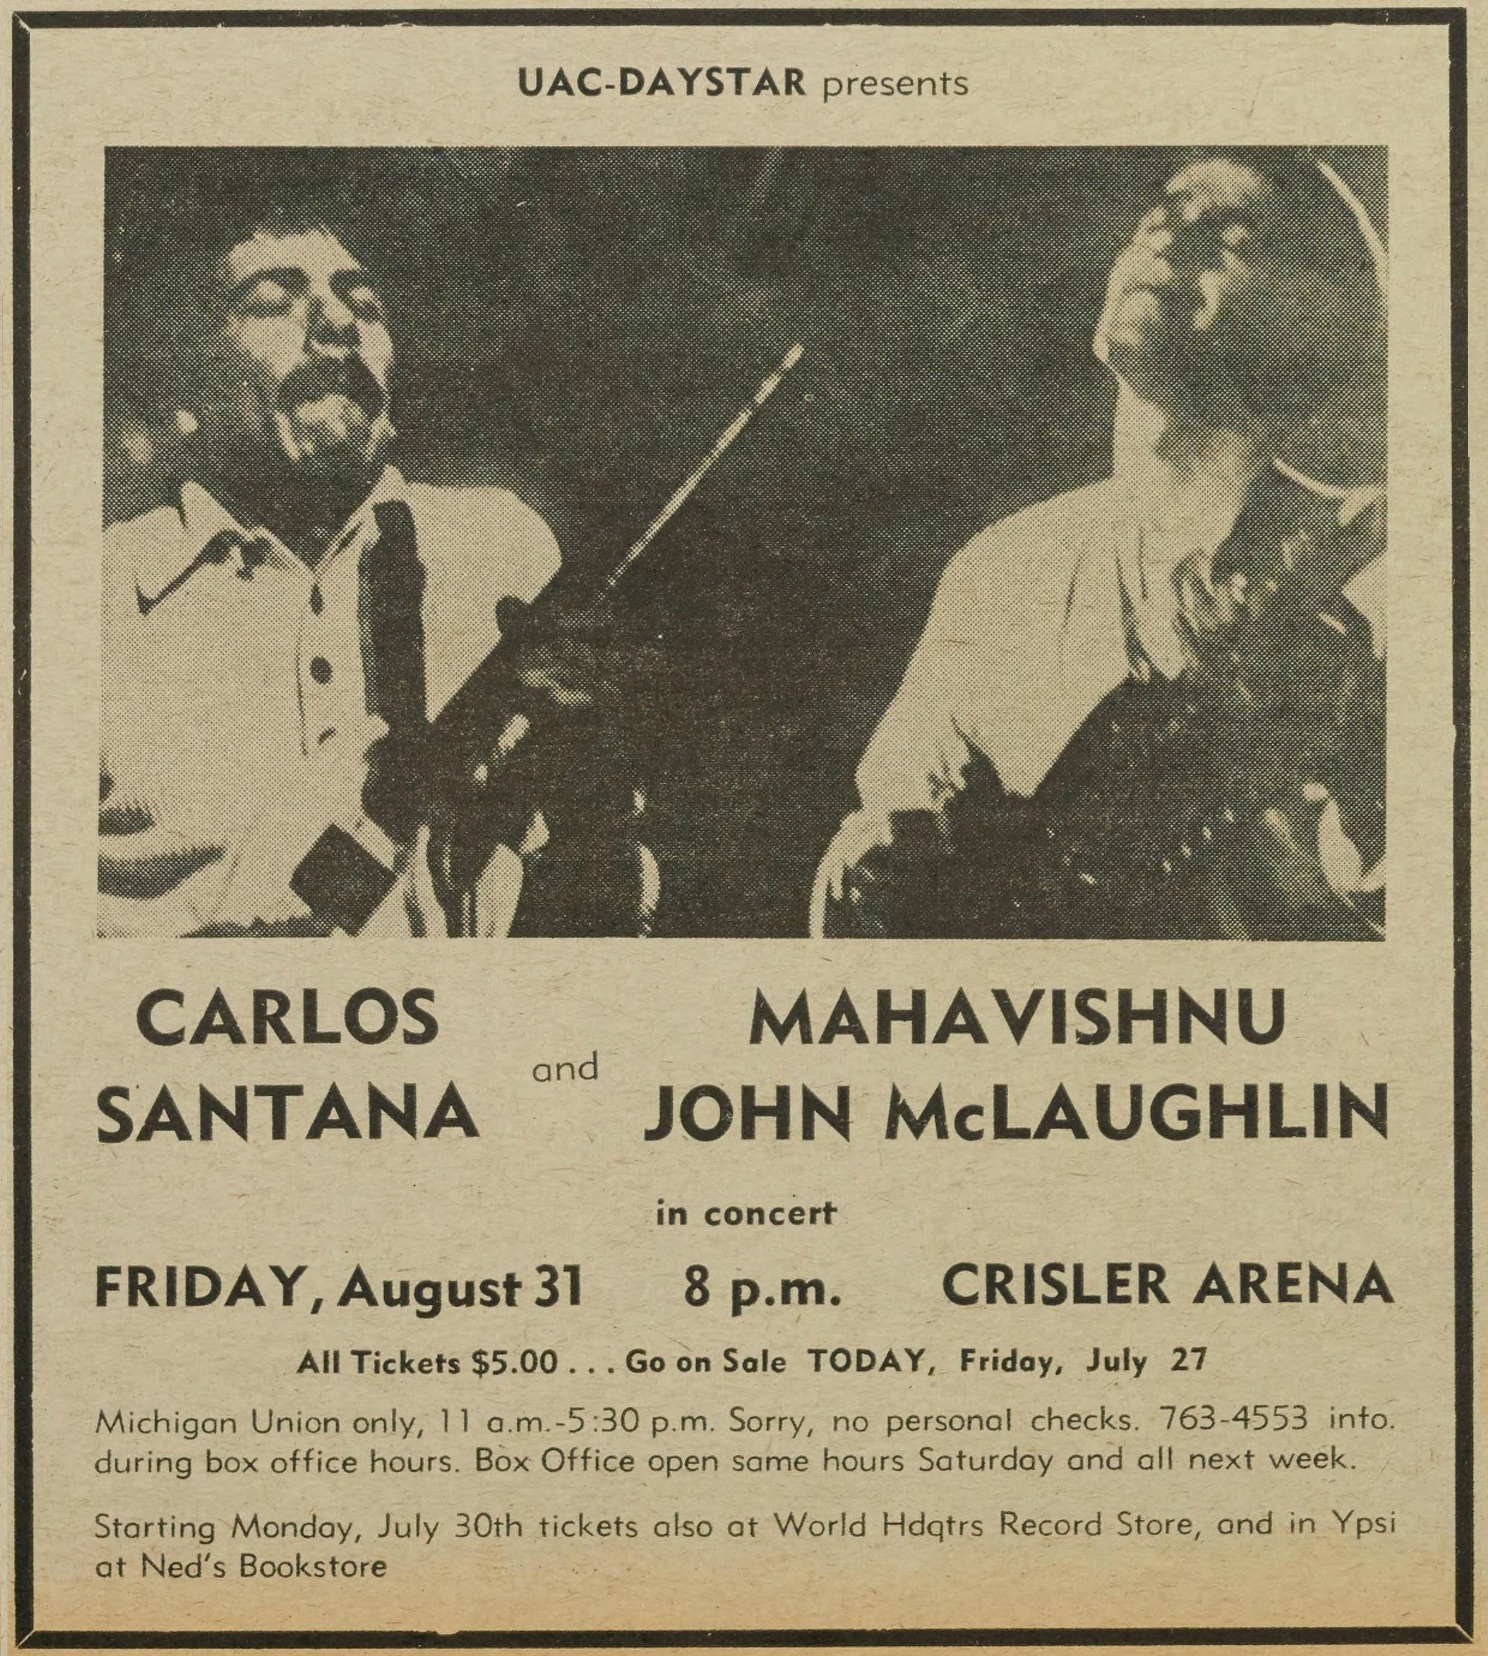 UAC-DAYSTAR presents
CARLOS SANTANA
and
MAHAVISHNU JOHN McLAUGHLIN
in concert
FRIDAY, August 31 8 p.m. CRISLER ARENA
All Tickets $5.00 . . . Go on Sale TODAY, Friday, July 27
Michigan Union only, 11 a.m.-5:30 p.m. Sorry, no personal checks. 763-4553 info.
during box office hours. Box Office open same hours Saturday and all next week.
Starting Monday, July 30th tickets also at World Hdqtrs Record Store, and in Ypsi
at Ned's Bookstore